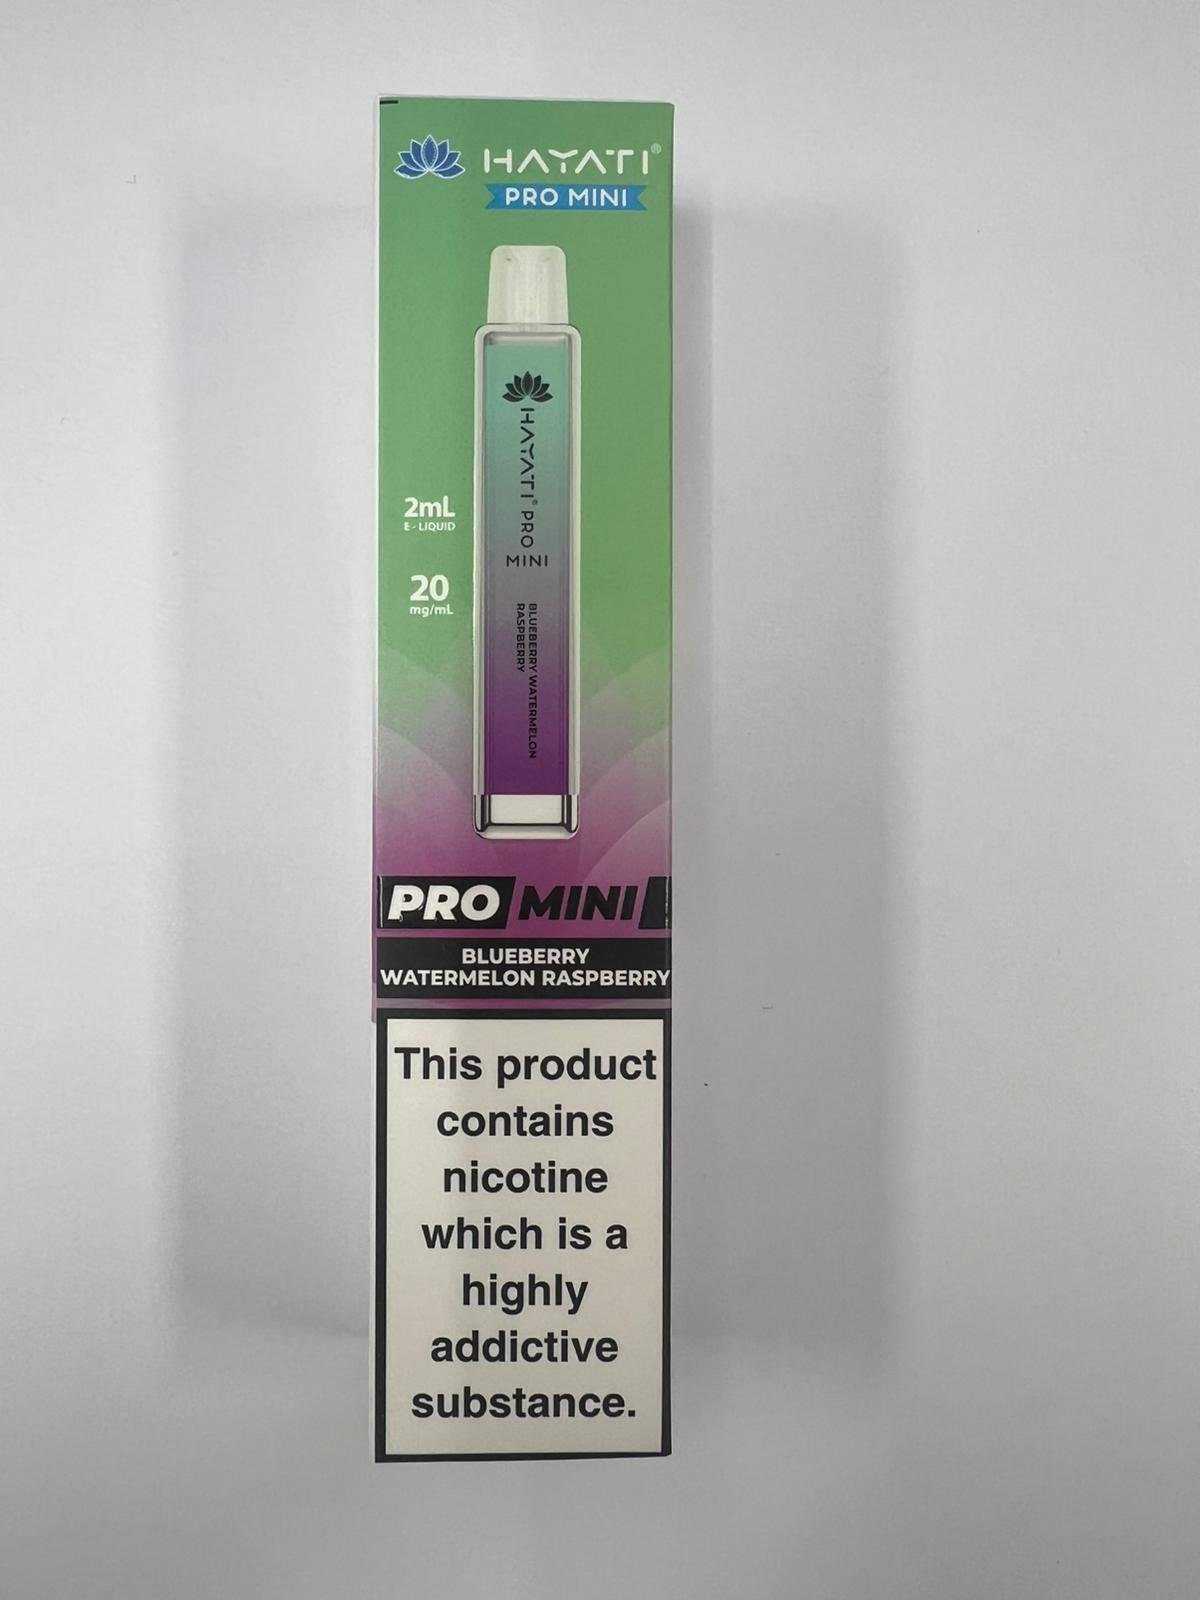 HAYATI®
PRO MINI
HAYATI® PRO
MINI
2mL
E-LIQUID
20
mg/mL
BLUEBERRY WATERMELON
RASPBERRY
PRO MINI
BLUEBERRY
WATERMELON RASPBERRY
This product
contains
nicotine
which is a
highly
addictive
substance.